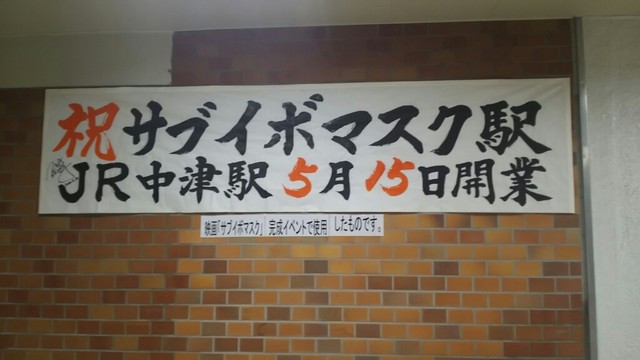 祝サブイボマスク駅
JR中津駅5月15日開業
映画「サブイボマスク」 完成イベントで使用 したものです。